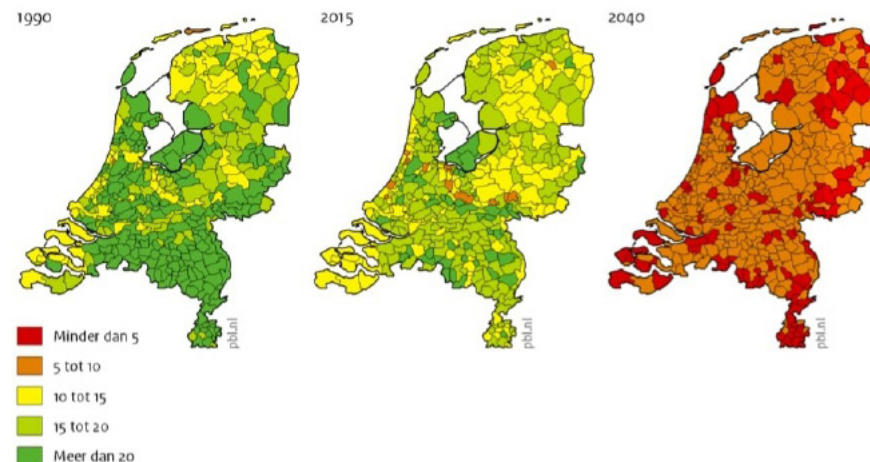 1990
2015
2040
pbl.nl
pbl.nl
pbl.nl
Minder dan 5
5 tot 10
10 tot 15
15 tot 20
Meer dan 20